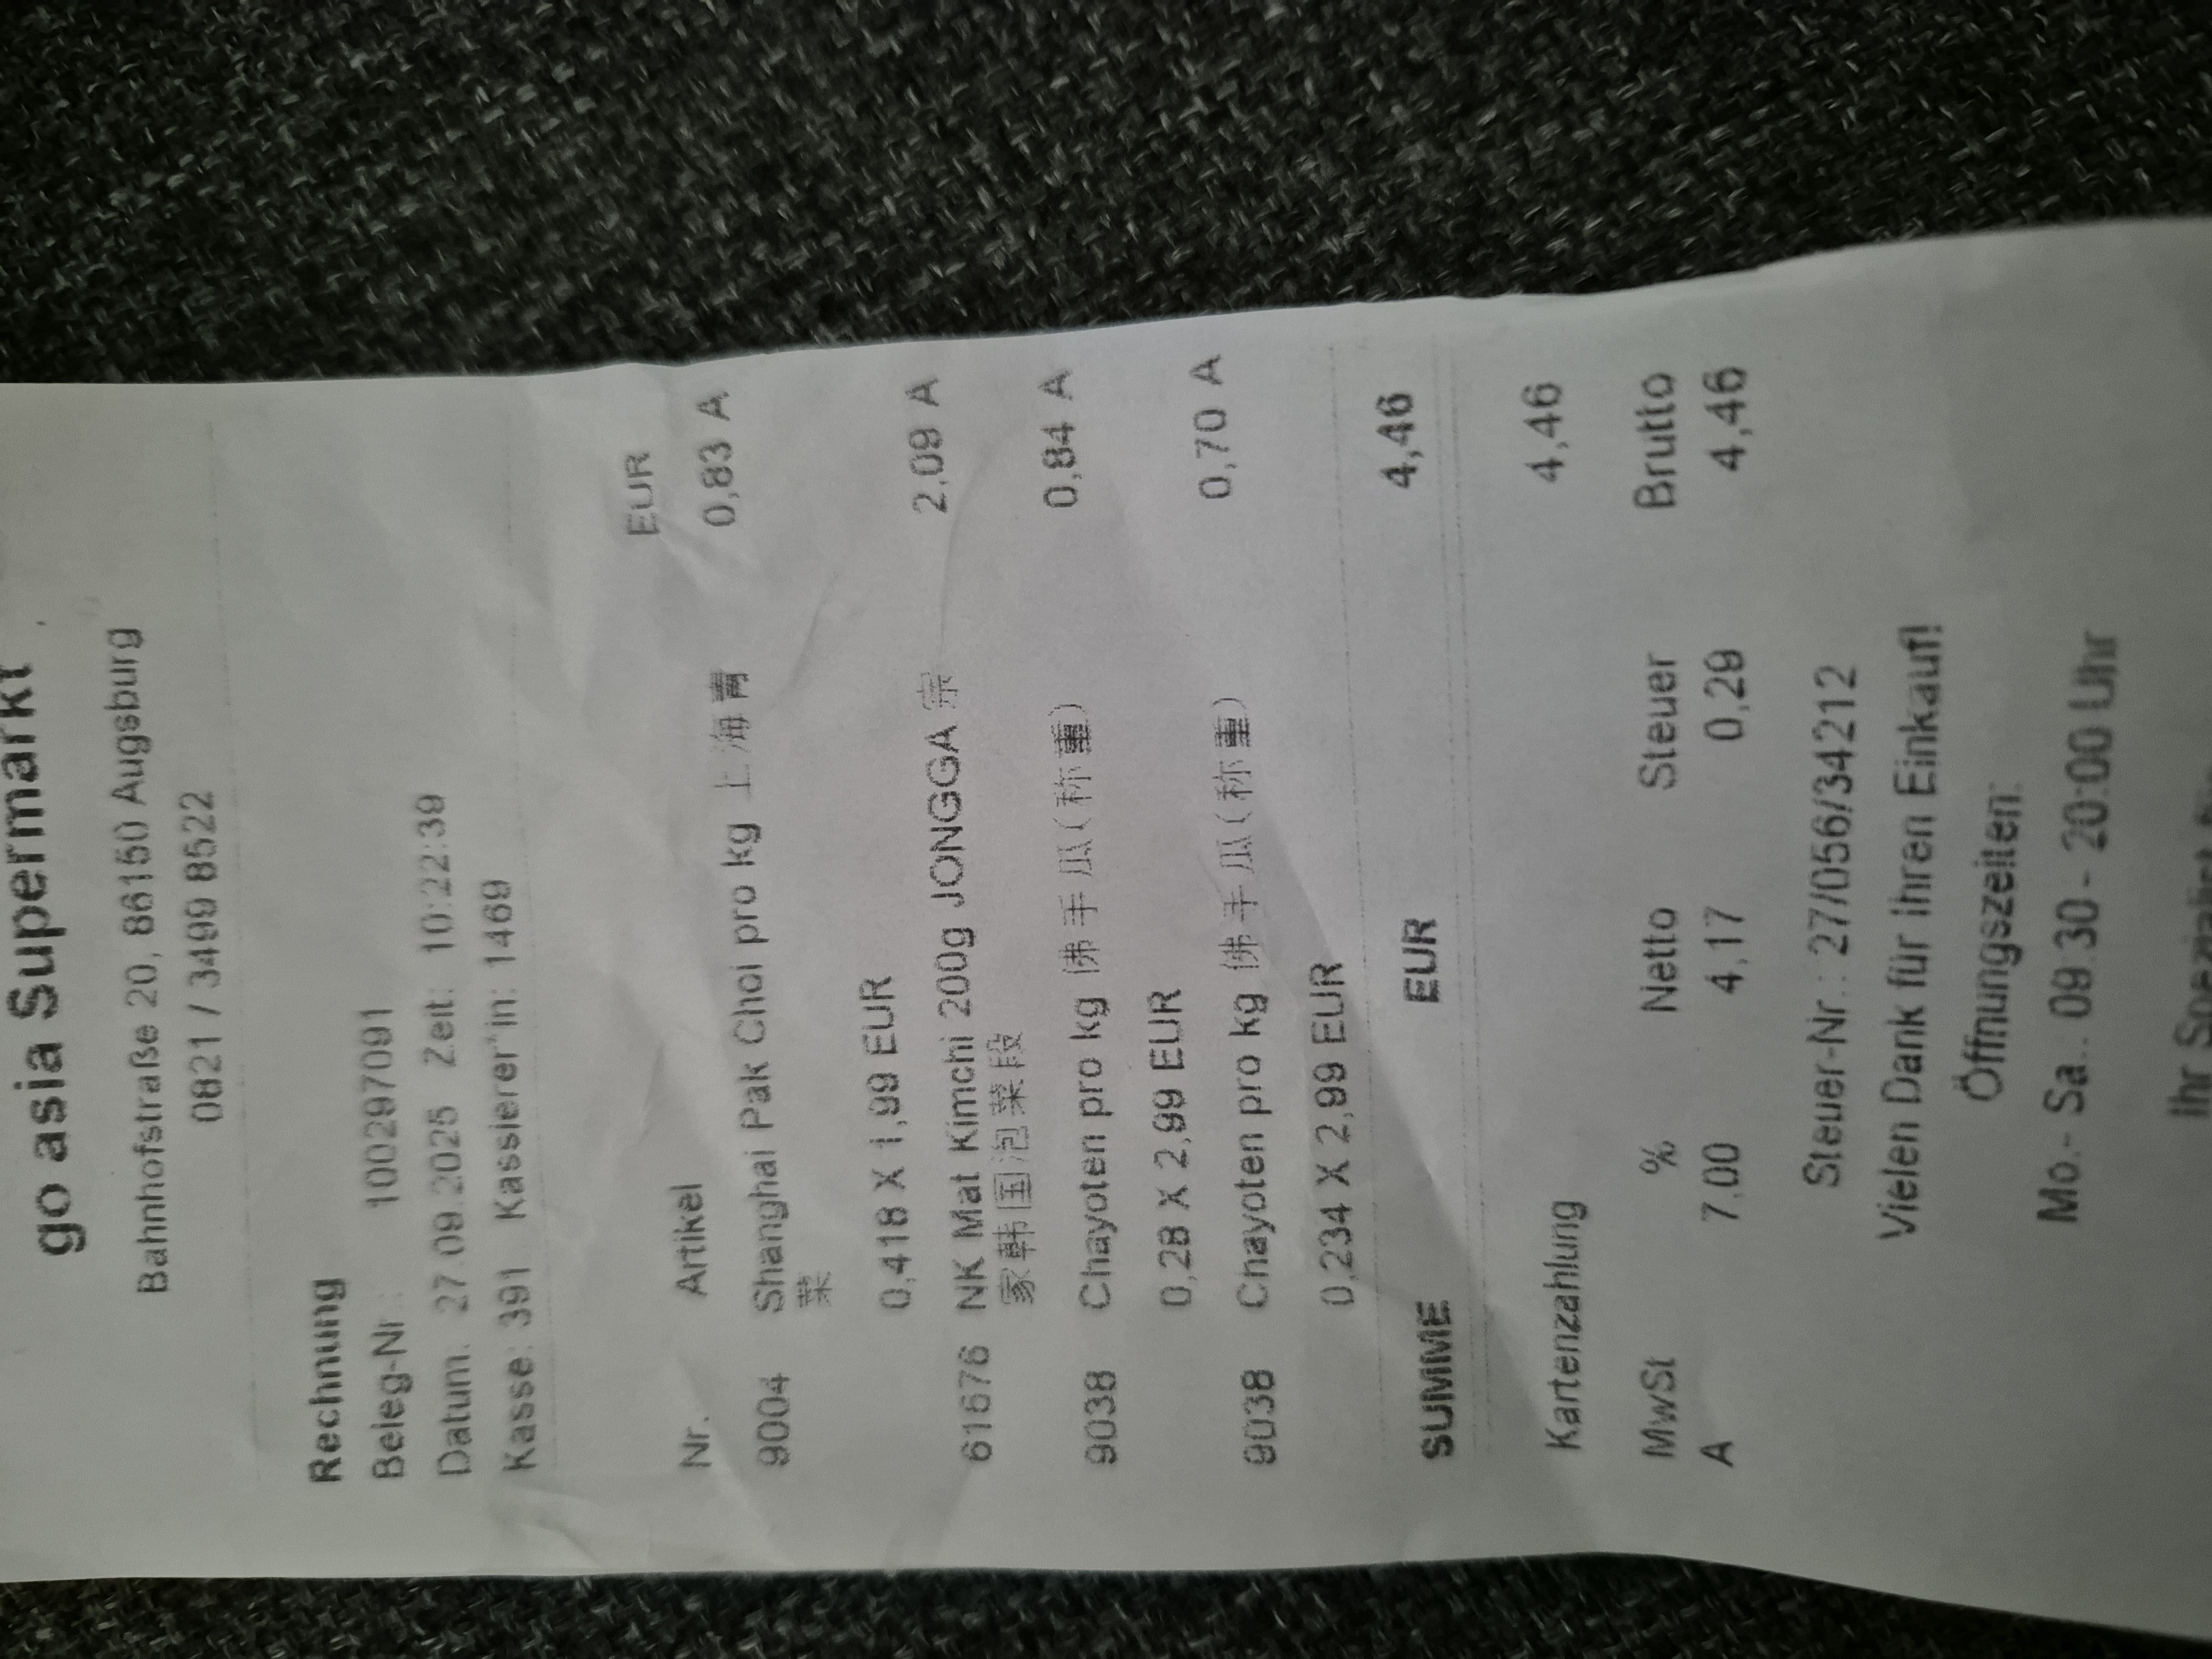 go asia Supermarkt
Bahnhofstraße 20, 86150 Augsburg
0821 / 3499 8522
Rechnung
Beleg-Nr.: 100297091
Datum: 27.09.2025 Zeit: 10:22:39
Kasse: 391 Kassierer*in: 1469
EUR
Nr. Artikel
9004 Shanghai Pak Choi pro kg 上海青 0,83 A
菜
0,418 X 1,99 EUR
61676 NK Mat Kimchi 200g JONGGA 宗 2,09 A
家韩国泡菜段
9038 Chayoten pro kg 佛手瓜(称重) 0,84 A
0,28 X 2,99 EUR
9038 Chayoten pro kg 佛手瓜(称重) 0,70 A
0,234 X 2,99 EUR
SUMME EUR 4,46
Kartenzahlung 4,46
MwSt % Netto Steuer Brutto
A 7,00 4,17 0,29 4,46
Steuer-Nr.: 27/056/34212
Vielen Dank für Ihren Einkauf!
Öffnungszeiten:
Mo.- Sa.: 09:30 - 20:00 Uhr
Ihr Spezialist für